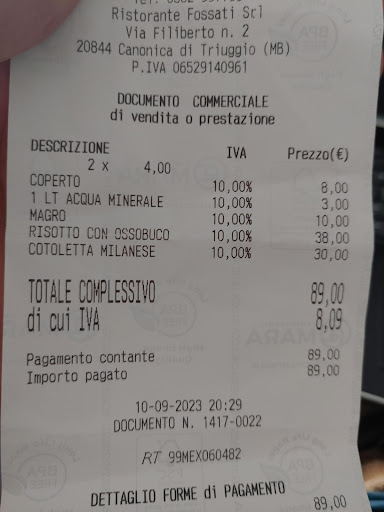 Ristorante Fossati Srl
Via Filiberto n. 2
20844 Canonica di Triuggio (MB)
P.IVA 06529140961
DOCUMENTO COMMERCIALE
di vendita o prestazione
DESCRIZIONE IVA Prezzo(€)
2 x 4,00
COPERTO 10,00% 8,00
1 LT ACQUA MINERALE 10,00% 3,00
MAGRO 10,00% 10,00
RISOTTO CON OSSOBUCO 10,00% 38,00
COTOLETTA MILANESE 10,00% 30,00
TOTALE COMPLESSIVO 89,00
di cui IVA 8,09
Pagamento contante 89,00
Importo pagato 89,00
10-09-2023 20:29
DOCUMENTO N. 1417-0022
RT 99MEX060482
DETTAGLIO FORME di PAGAMENTO
89,00